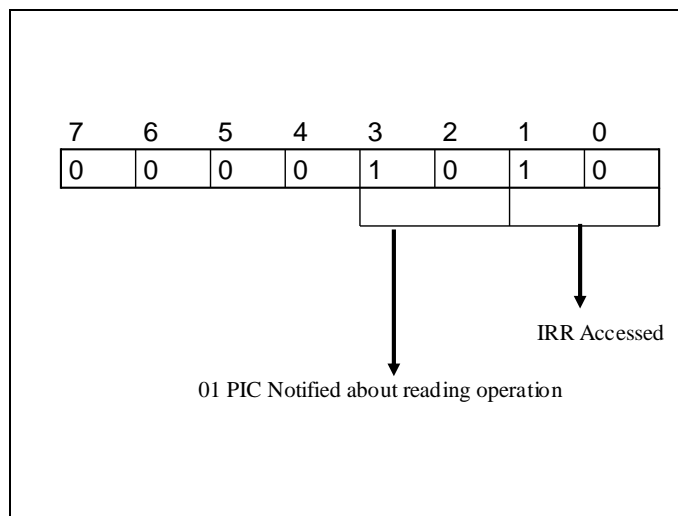 7 6 5 4 3 2 1 0
0 0 0 0 1 0 1 0
IRR Accessed
01 PIC Notified about reading operation